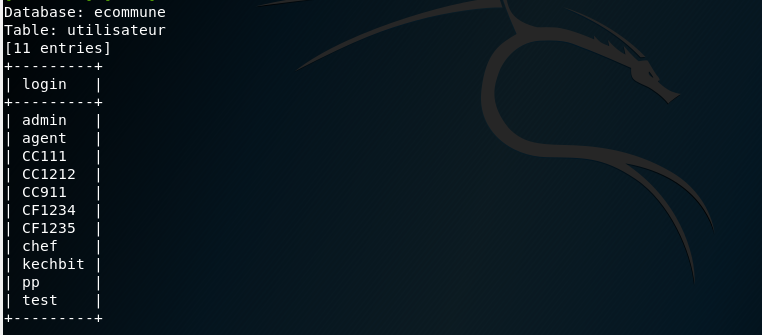 Database: ecommune
Table: utilisateur
[11 entries]
+---------+
| login   |
+---------+
| admin   |
| agent   |
| CC111   |
| CC1212  |
| CC911   |
| CF1234  |
| CF1235  |
| chef    |
| kechbit |
| pp      |
| test    |
+---------+